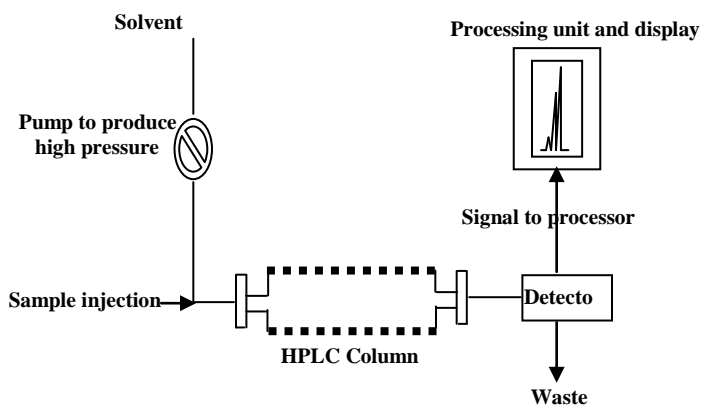 Solvent
Processing unit and display
Pump to produce
high pressure
Signal to processor
Sample injection
Detecto
HPLC Column
Waste